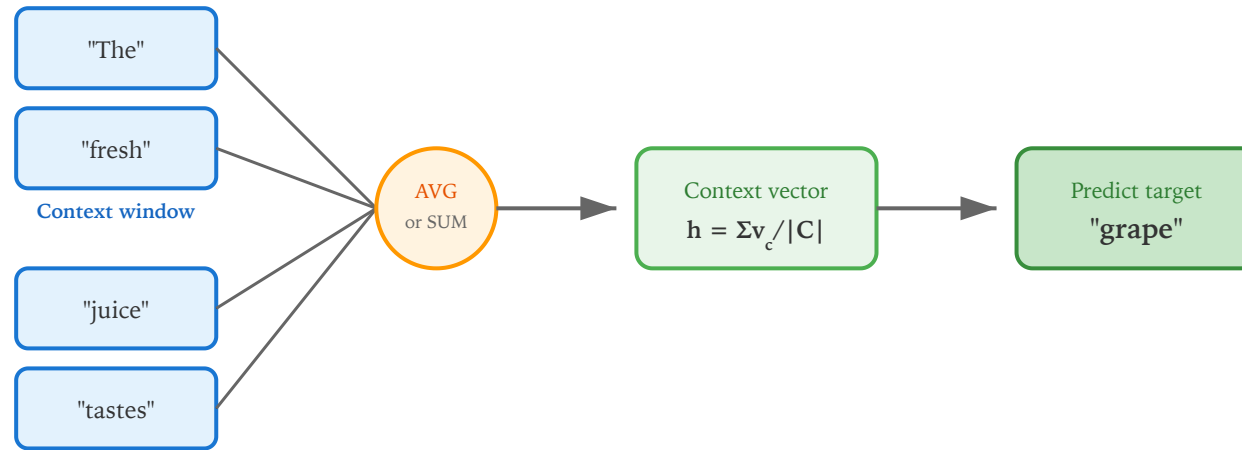 "The"
"fresh"
Context window
"juice"
"tastes"
AVG
or SUM
Context vector
h = Σv_c/|C|
Predict target
"grape"